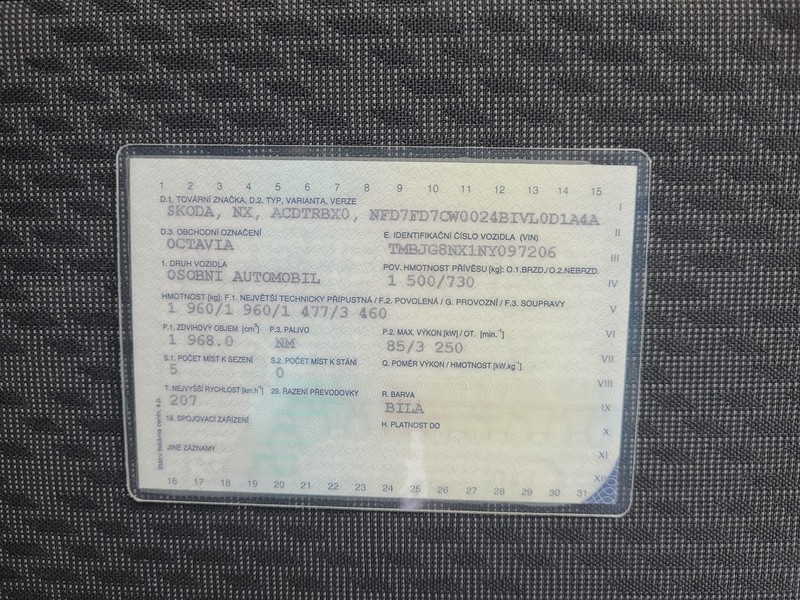 1 2 3 4 5 6 7 8 9 10 11 12 13 14 15
D.1. TOVÁRNÍ ZNAČKA, D.2. TYP, VARIANTA, VERZE
I
SKODA, NX, ACDTRBX0, NFD7FD7CW0024BIVL0D1A4A
D.3. OBCHODNÍ OZNAČENÍ
E. IDENTIFIKAČNÍ ČÍSLO VOZIDLA (VIN)
II
OCTAVIA
TMBJG8NX1NY097206
III
1. DRUH VOZIDLA
POV. HMOTNOST PŘÍVĚSU [kg]: O.1.BRZD./O.2.NEBRZD.
OSOBNÍ AUTOMOBIL
1 500/730
IV
HMOTNOST [kg]: F.1. NEJVĚTŠÍ TECHNICKY PŘÍPUSTNÁ / F.2. POVOLENÁ / G. PROVOZNÍ / F.3. SOUPRAVY
V
1 960/1 960/1 477/3 460
P.1. ZDVIHOVÝ OBJEM [cm³]
P.3. PALIVO
P.2. MAX. VÝKON [kW] / OT. [min.⁻¹]
VI
1 968.0
NM
85/3 250
S.1. POČET MÍST K SEZENÍ
S.2. POČET MÍST K STÁNÍ
Q. POMĚR VÝKON / HMOTNOST [kW.kg⁻¹]
VII
5
0
VIII
T. NEJVYŠŠÍ RYCHLOST [km.h⁻¹]
29. ŘAZENÍ PŘEVODOVKY
R. BARVA
207
BÍLÁ
IX
19. SPOJOVACÍ ZAŘÍZENÍ
H. PLATNOST DO
X
JINÉ ZÁZNAMY
XI
Státní tiskárna cenin, s.p.
16 17 18 19 20 21 22 23 24 25 26 27 28 29 30 31